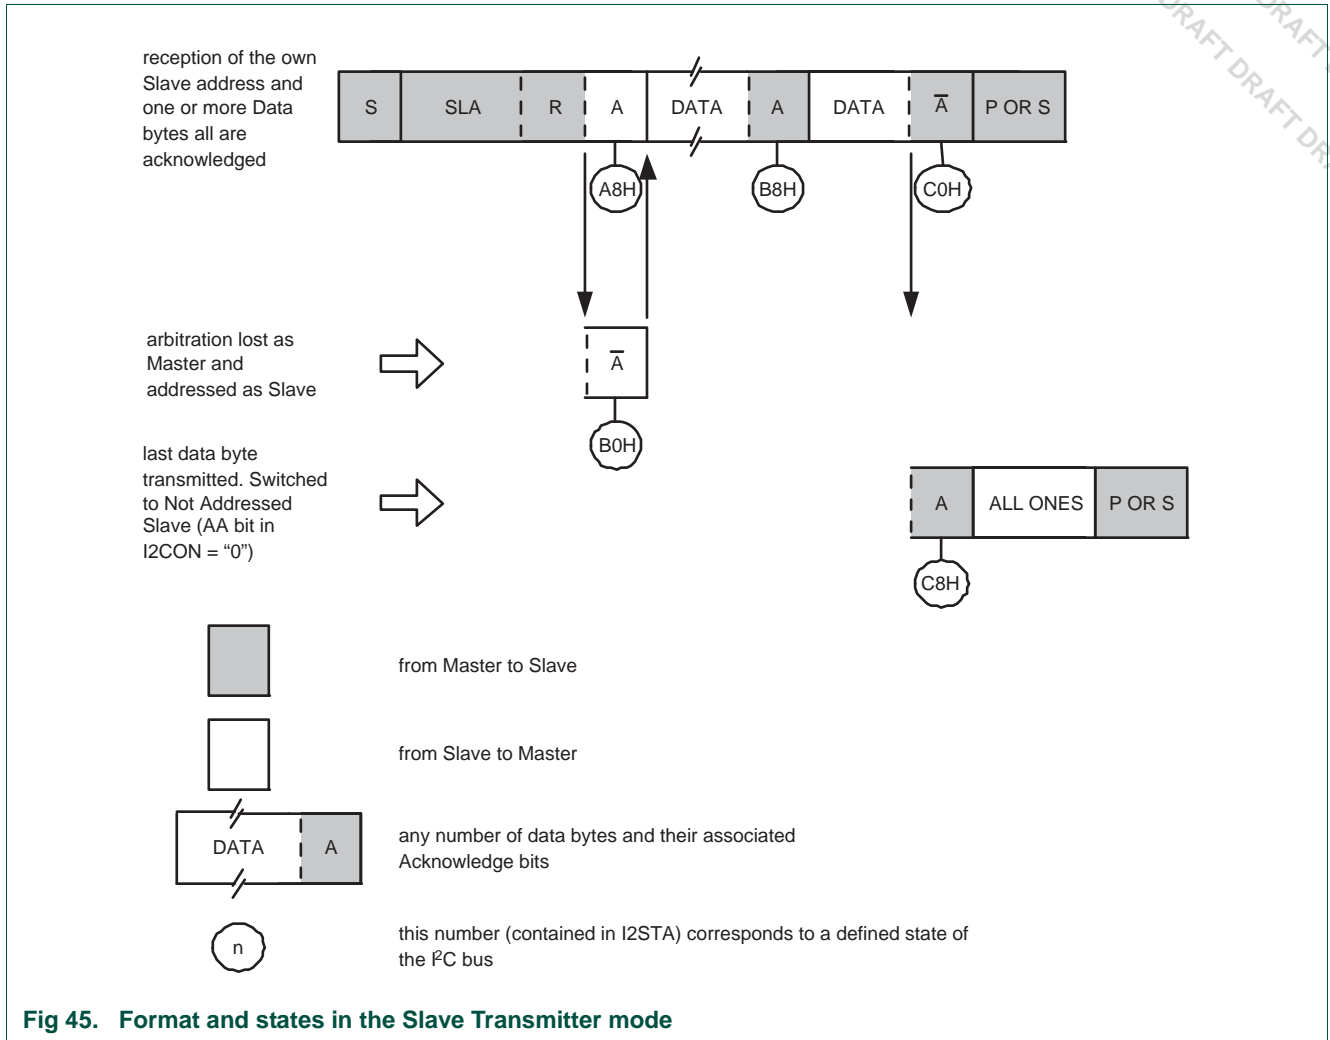 DRAFT DRAFT DRA
DRAFT
reception of the own
Slave address and
one or more Data
bytes all are
acknowledged
S SLA R A DATA A DATA A̅ P OR S
A8H B8H C0H
arbitration lost as
Master and
addressed as Slave
A̅
B0H
last data byte
transmitted. Switched
to Not Addressed
Slave (AA bit in
I2CON = “0”)
A ALL ONES P OR S
C8H
from Master to Slave
from Slave to Master
DATA A
any number of data bytes and their associated
Acknowledge bits
n
this number (contained in I2STA) corresponds to a defined state of
the I²C bus
Fig 45. Format and states in the Slave Transmitter mode